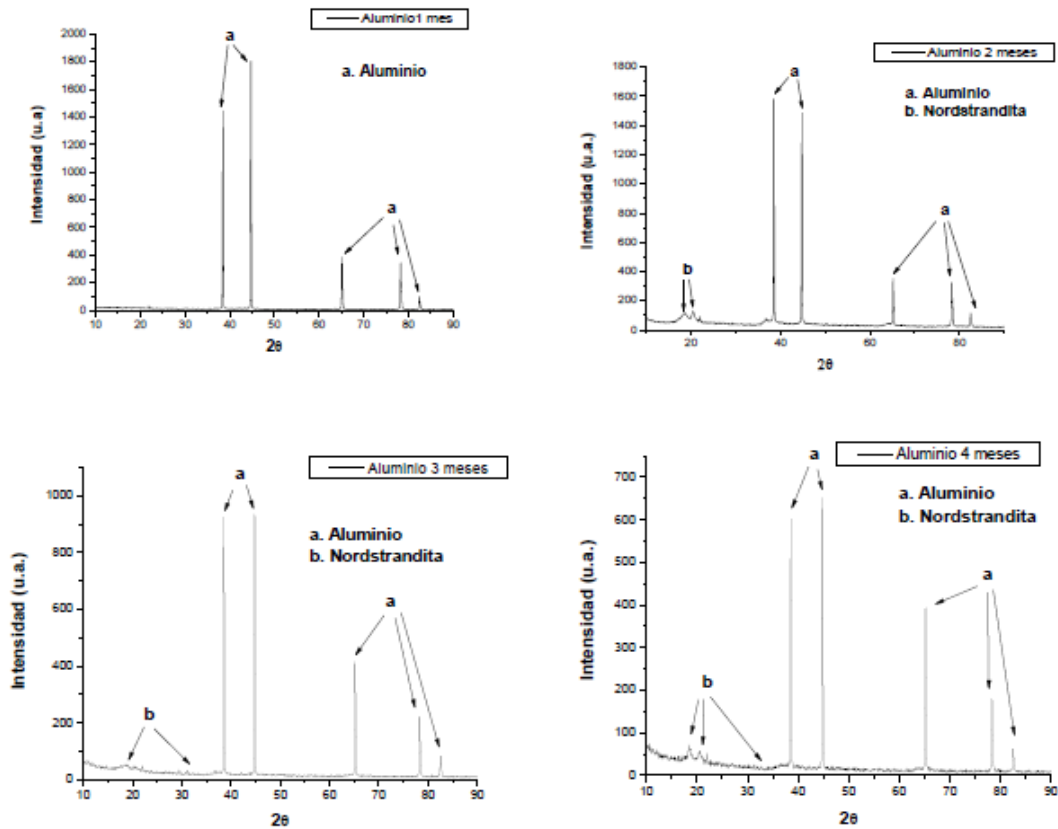 Aluminio1 mes
a
a. Aluminio
a
Intensidad (u.a)
2000
1800
1600
1400
1200
1000
800
600
400
200
0
10 20 30 40 50 60 70 80 90
2θ
Aluminio 2 meses
a
a. Aluminio
b. Nordstrandita
a
b
Intensidad (u.a.)
1800
1600
1400
1200
1000
800
600
400
200
0
20 40 60 80
2θ
Aluminio 3 meses
a
a. Aluminio
b. Nordstrandita
a
b
Intensidad (u.a.)
1000
800
600
400
200
0
10 20 30 40 50 60 70 80 90
2θ
Aluminio 4 meses
a
a. Aluminio
b. Nordstrandita
a
b
Intensidad (u.a.)
700
600
500
400
300
200
100
0
10 20 30 40 50 60 70 80 90
2θ